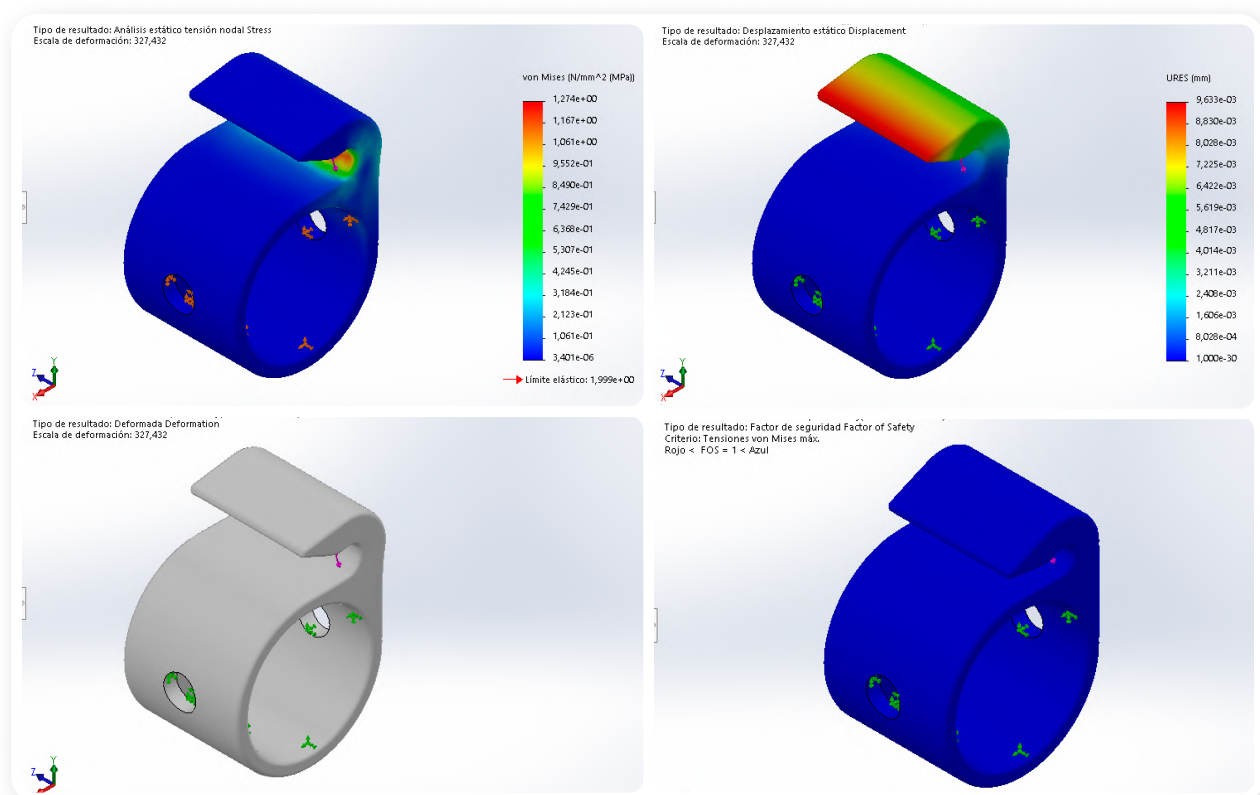 Tipo de resultado: Análisis estático tensión nodal Stress
Escala de deformación: 327,432
von Mises (N/mm^2 (MPa))
1,274e+00
1,167e+00
1,061e+00
9,552e-01
8,490e-01
7,429e-01
6,368e-01
5,307e-01
4,245e-01
3,184e-01
2,123e-01
1,061e-01
3,401e-06
Límite elástico: 1,999e+00
Y
Z
X
Tipo de resultado: Desplazamiento estático Displacement
Escala de deformación: 327,432
URES (mm)
9,633e-03
8,830e-03
8,028e-03
7,225e-03
6,422e-03
5,619e-03
4,817e-03
4,014e-03
3,211e-03
2,408e-03
1,606e-03
8,028e-04
1,000e-30
Y
Z
X
Tipo de resultado: Deformada Deformation
Escala de deformación: 327,432
Y
Z
Tipo de resultado: Factor de seguridad Factor of Safety
Criterio: Tensiones von Mises máx.
Rojo < FOS = 1 < Azul